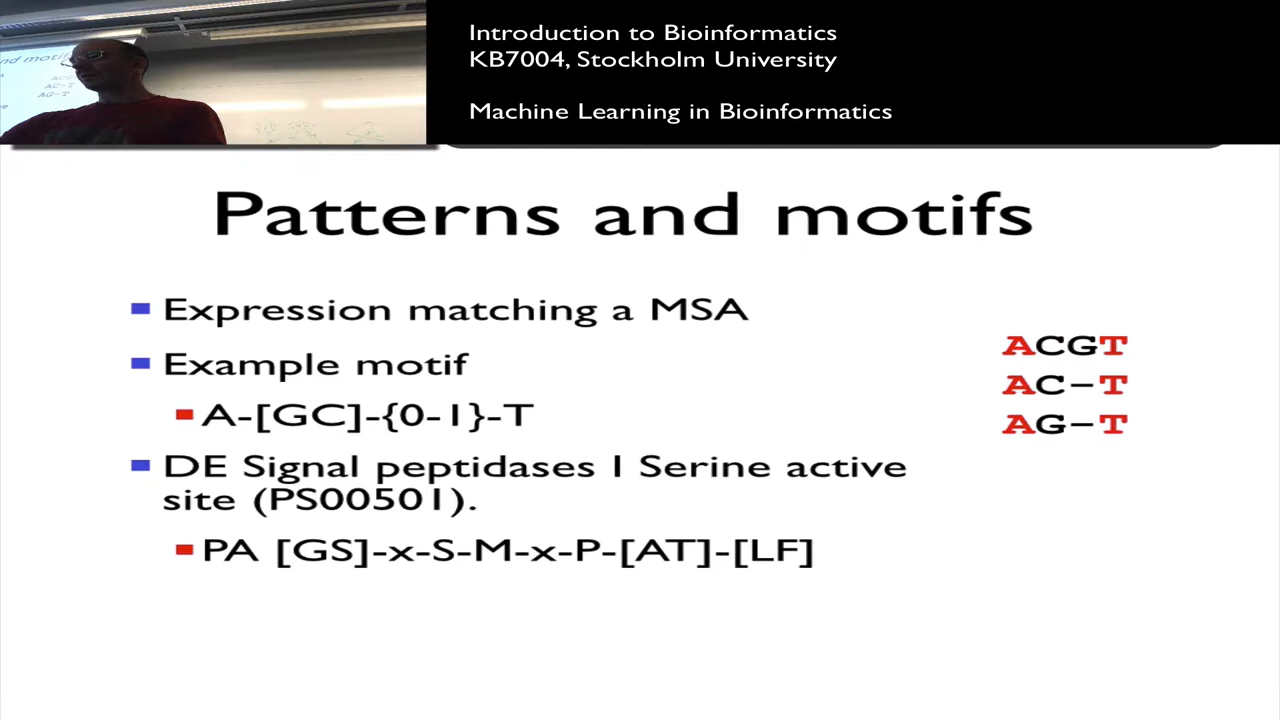 Introduction to Bioinformatics
KB7004, Stockholm University
Machine Learning in Bioinformatics
Patterns and motifs
Expression matching a MSA
Example motif
A-[GC]-{0-1}-T
DE Signal peptidases I Serine active
site (PS00501).
PA [GS]-x-S-M-x-P-[AT]-[LF]
ACGT
AC-T
AG-T